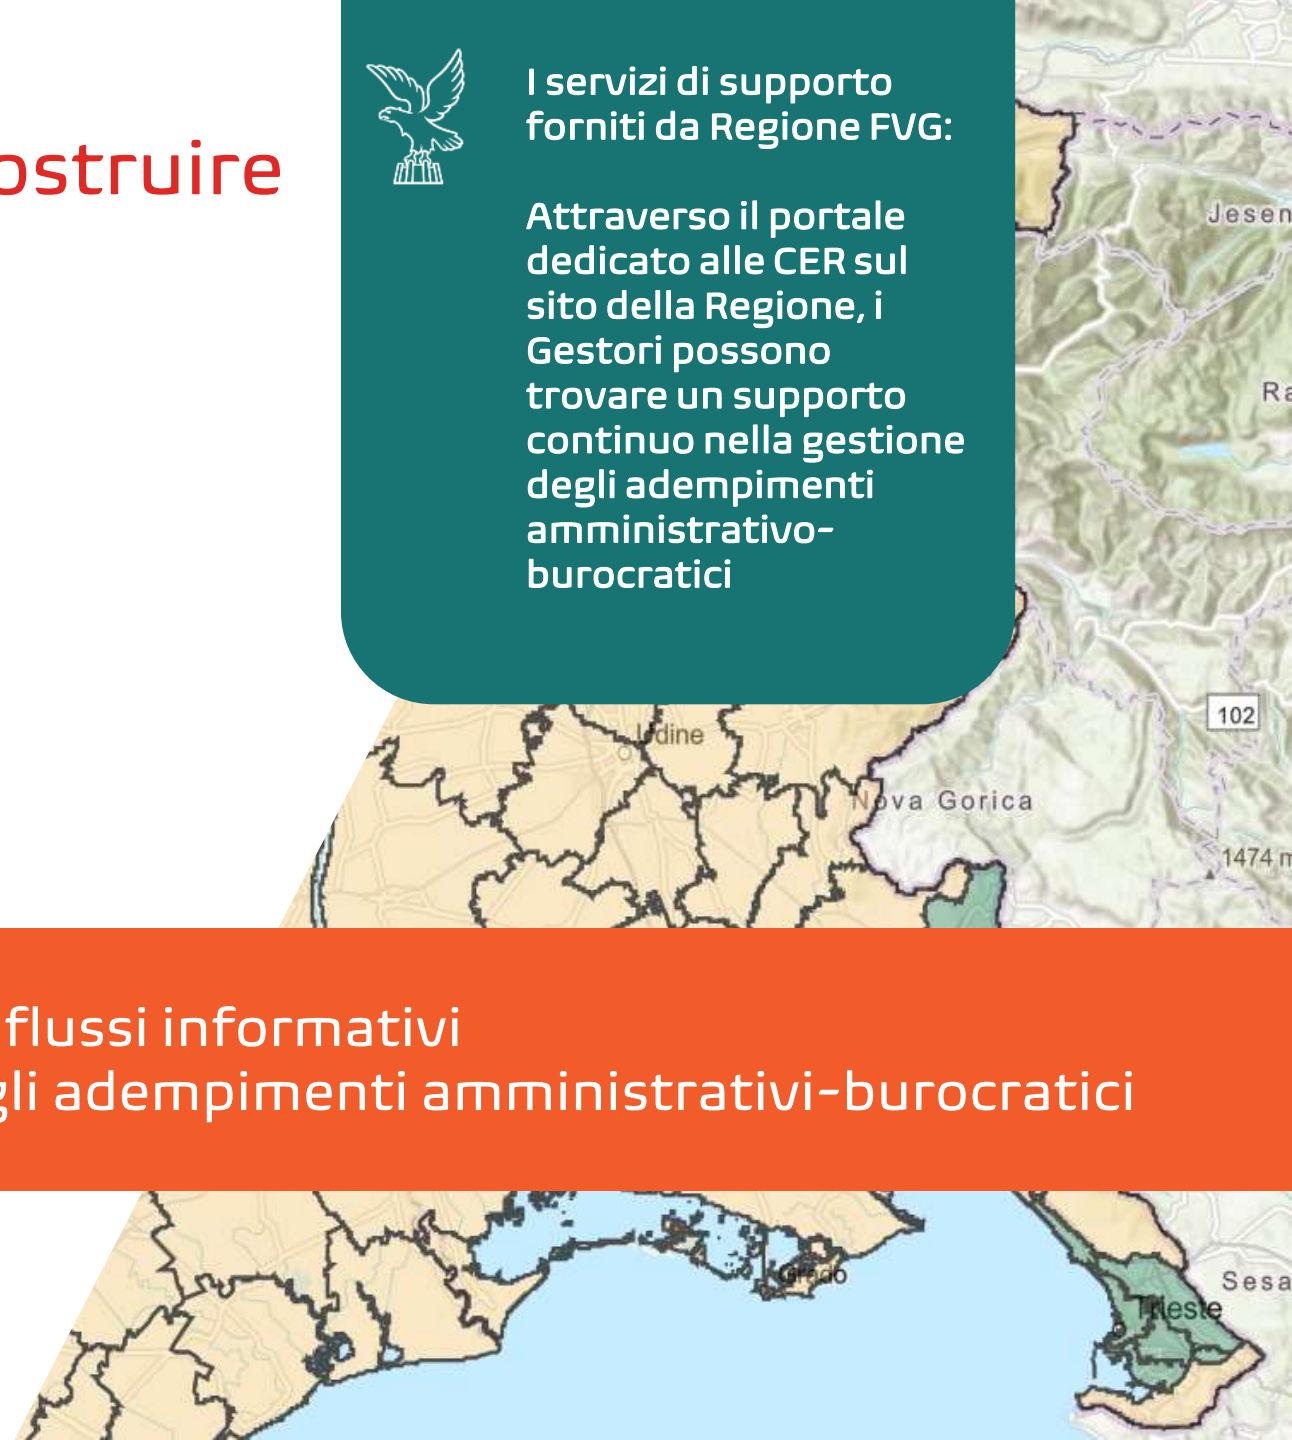 ostruire
I servizi di supporto
forniti da Regione FVG:
Attraverso il portale
dedicato alle CER sul
sito della Regione, i
Gestori possono
trovare un supporto
continuo nella gestione
degli adempimenti
amministrativo-
burocratici
Jesen
Ra
102
Udine
Nova Gorica
1474 m
flussi informativi
gli adempimenti amministrativi-burocratici
Grado
Sesa
Trieste